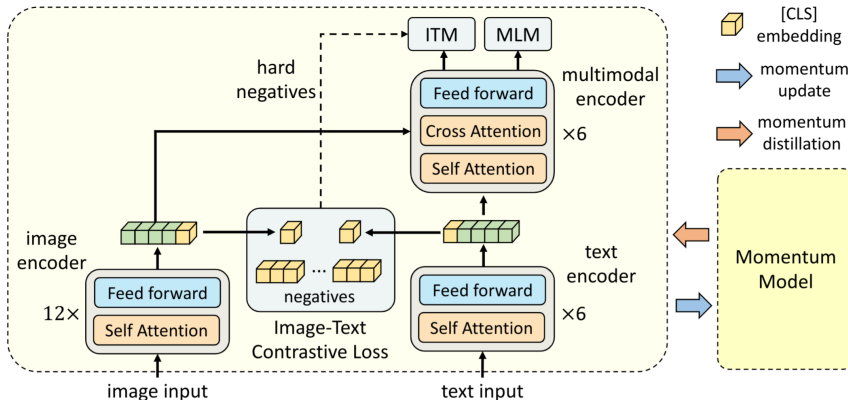 ITM
MLM
[CLS]
embedding
hard
negatives
Feed forward
Cross Attention
Self Attention
multimodal
encoder
×6
momentum
update
momentum
distillation
image
encoder
12×
Feed forward
Self Attention
negatives
...
Image-Text
Contrastive Loss
text
encoder
Feed forward
Self Attention
×6
Momentum
Model
image input
text input